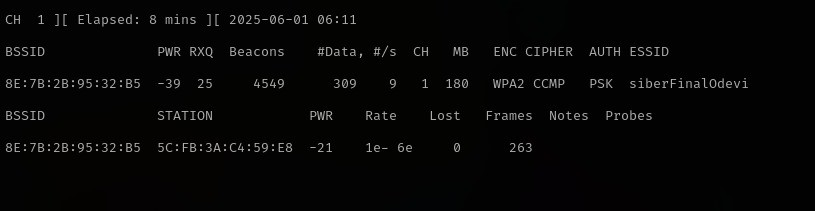 CH  1 ][ Elapsed: 8 mins ][ 2025-06-01 06:11
BSSID              PWR RXQ  Beacons    #Data, #/s  CH   MB   ENC CIPHER  AUTH ESSID
8E:7B:2B:95:32:B5  -39  25     4549      309    9   1  180   WPA2 CCMP   PSK  siberFinalOdevi
BSSID              STATION            PWR    Rate    Lost   Frames  Notes  Probes
8E:7B:2B:95:32:B5  5C:FB:3A:C4:59:E8  -21    1e- 6e     0      263